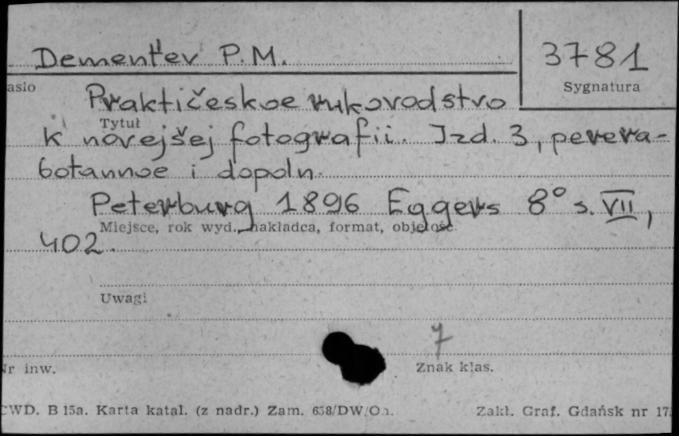 Dement'ev P.M.
3781
asło
Sygnatura
Praktičeskoe rukovodstvo
Tytuł
k novejšej fotografii. Izd. 3, perera-
botannoe i dopoln.
Peterburg 1896 Eggers 8° s. VII,
Miejsce, rok wyd., nakładca, format, objętość
402.
Uwagi
7
Nr inw.
Znak klas.
CWD. B 15a. Karta katal. (z nadr.) Zam. 658/DW/On.
Zakł. Graf. Gdańsk nr 17